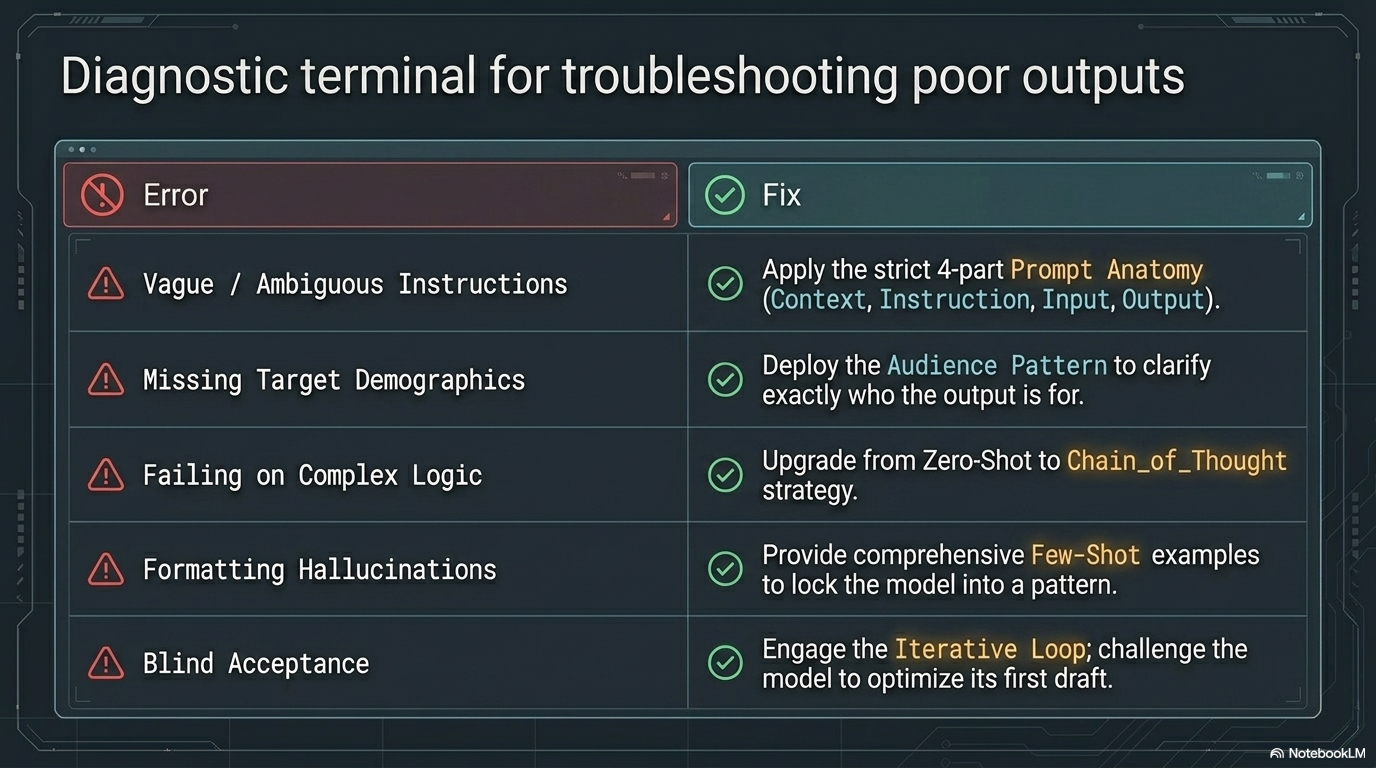 Diagnostic terminal for troubleshooting poor outputs
Error
Fix
Vague / Ambiguous Instructions
Apply the strict 4-part Prompt Anatomy
(Context, Instruction, Input, Output).
Missing Target Demographics
Deploy the Audience Pattern to clarify
exactly who the output is for.
Failing on Complex Logic
Upgrade from Zero-Shot to Chain_of_Thought
strategy.
Formatting Hallucinations
Provide comprehensive Few-Shot examples
to lock the model into a pattern.
Blind Acceptance
Engage the Iterative Loop; challenge the
model to optimize its first draft.
NotebookLM